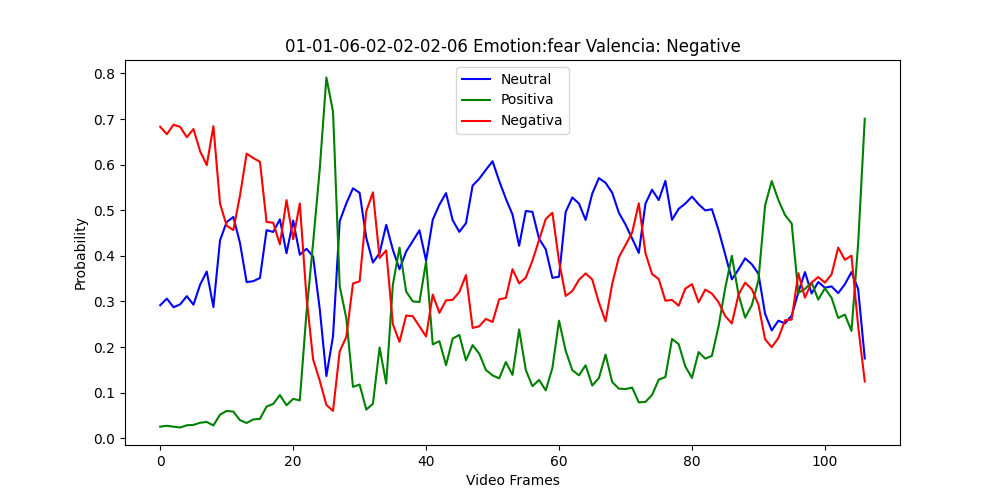 01-01-06-02-02-02-06 Emotion:fear Valencia: Negative
Neutral
Positiva
Negativa
Probability
0.8
0.7
0.6
0.5
0.4
0.3
0.2
0.1
0.0
0 20 40 60 80 100
Video Frames